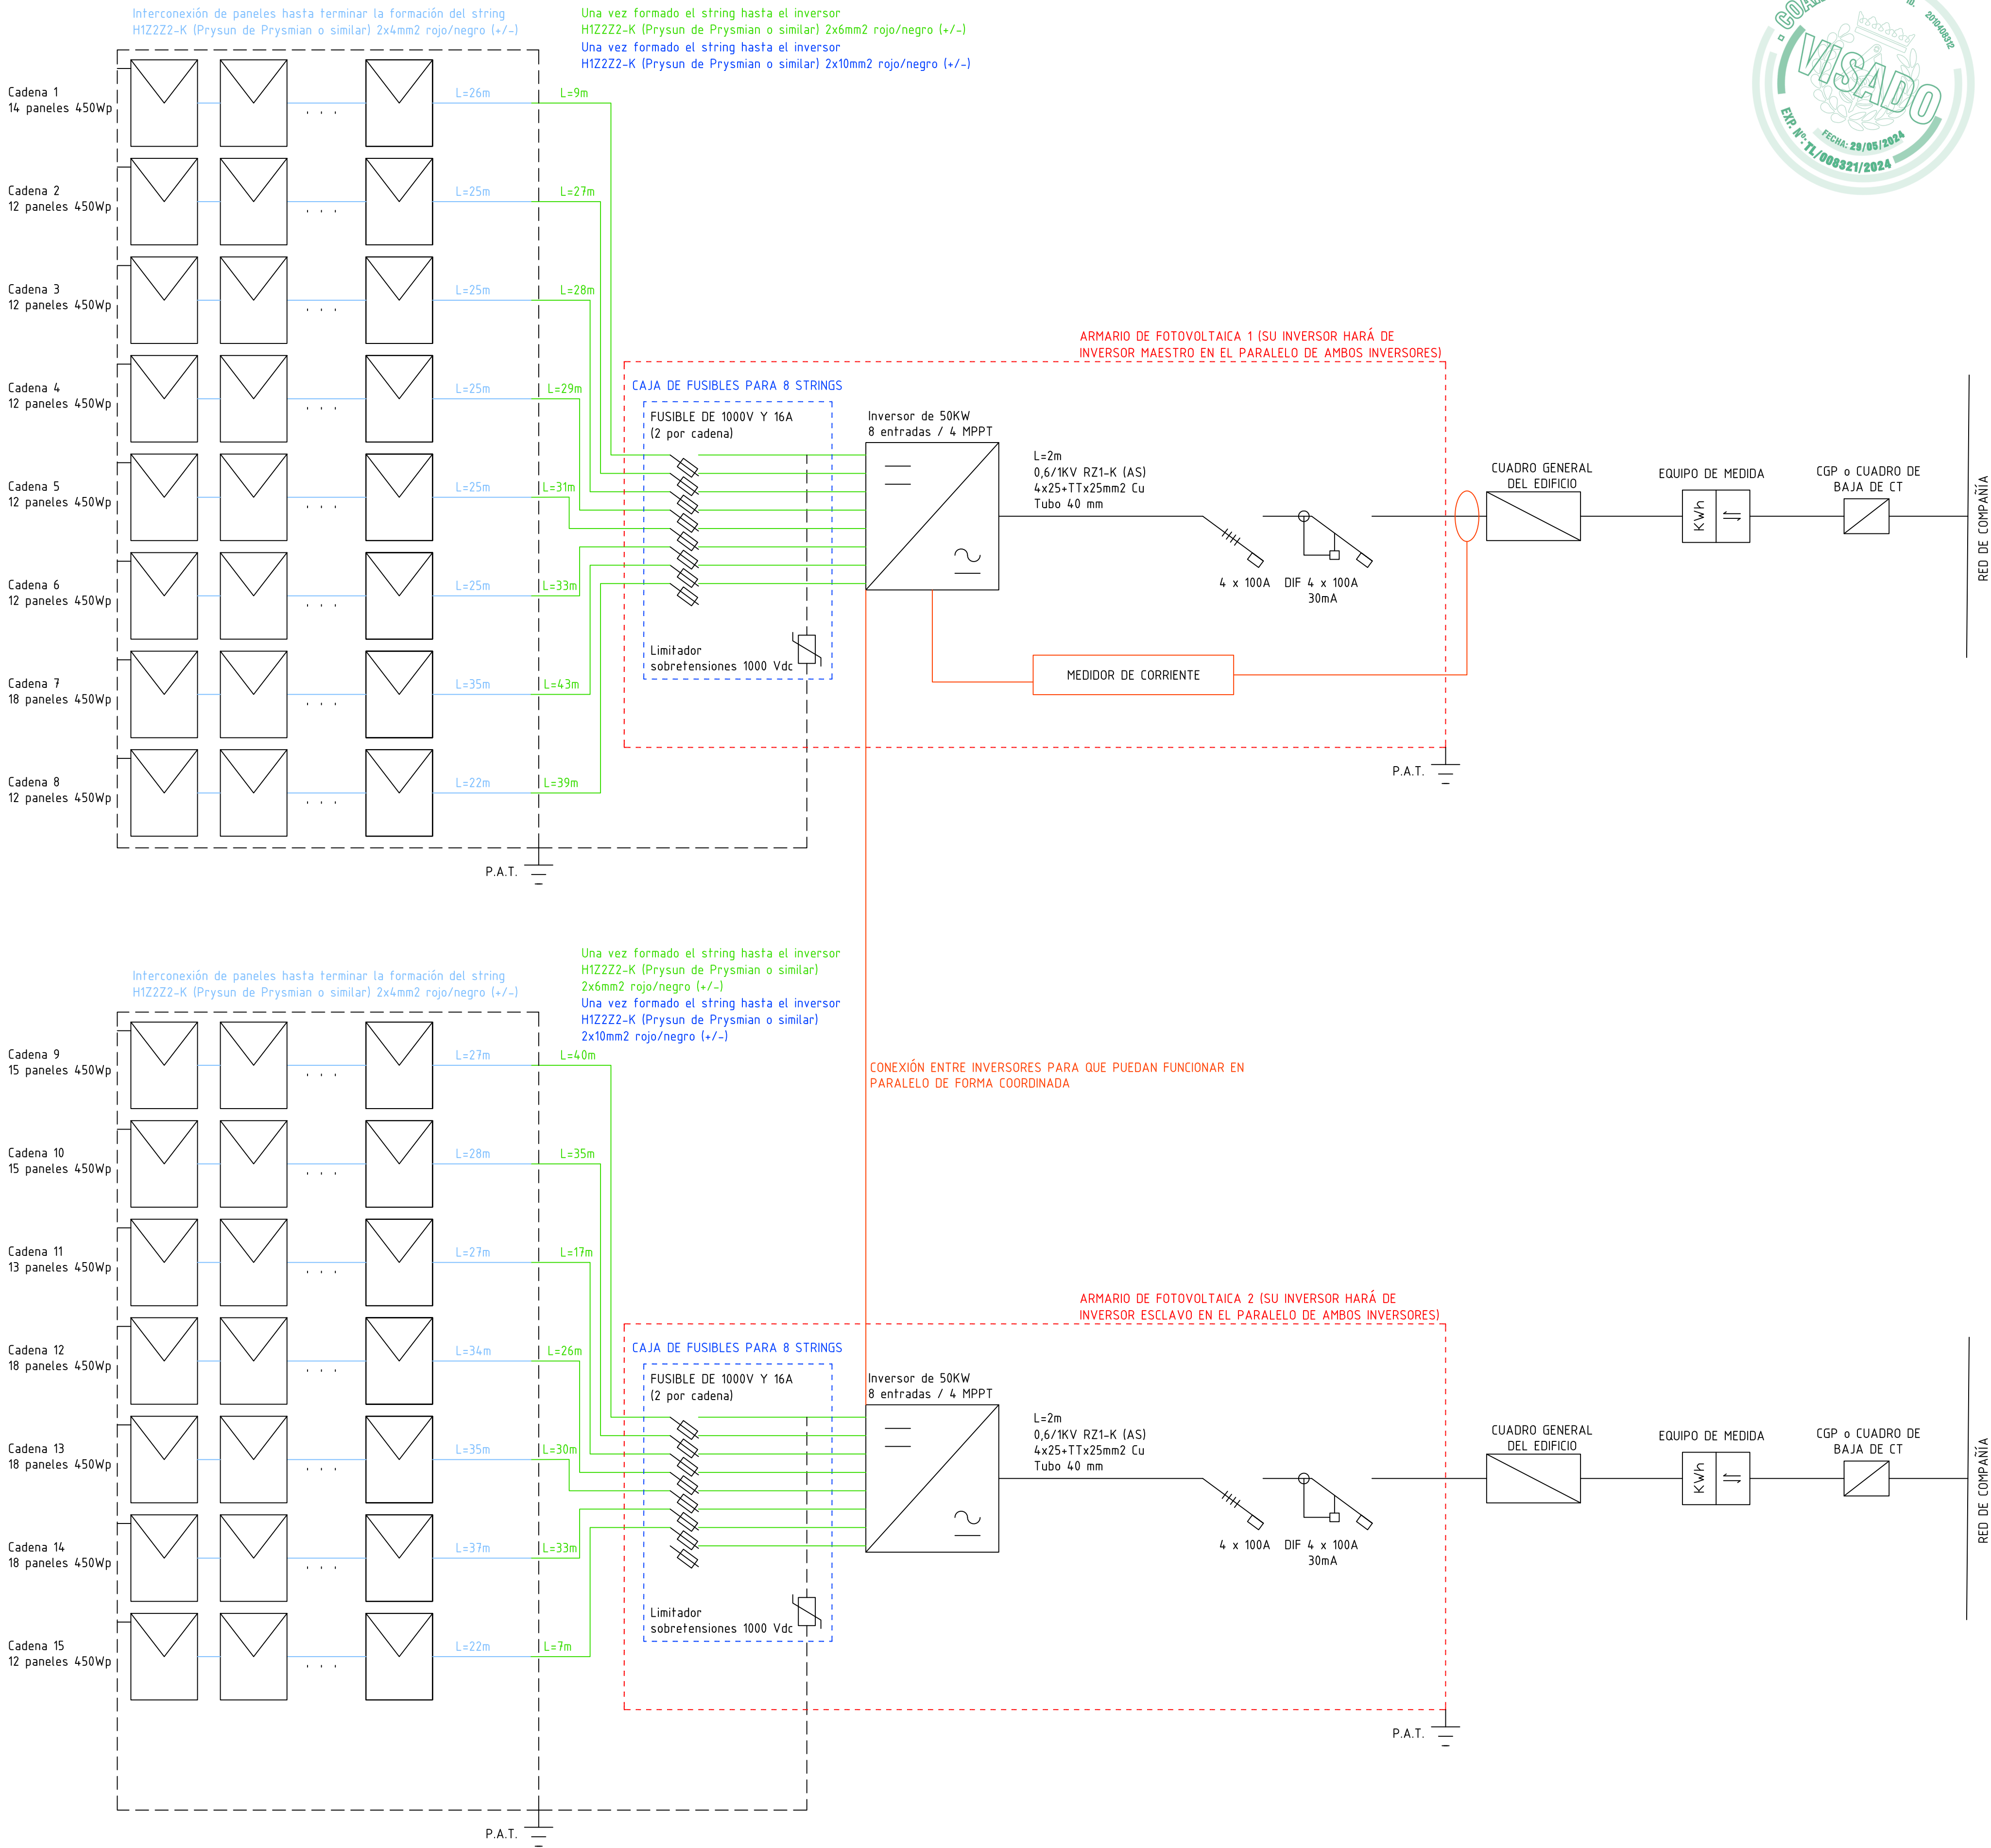 Interconexión de paneles hasta terminar la formación del string
H1Z2Z2-K (Prysun de Prysmian o similar) 2x4mm2 rojo/negro (+/-)
Una vez formado el string hasta el inversor
H1Z2Z2-K (Prysun de Prysmian o similar) 2x6mm2 rojo/negro (+/-)
Una vez formado el string hasta el inversor
H1Z2Z2-K (Prysun de Prysmian o similar) 2x10mm2 rojo/negro (+/-)
2010408312
VISADO
FECHA: 29/05/2024
EXP. Nº: TL/008321/2024
Cadena 1
14 paneles 450Wp
L=26m
L=9m
Cadena 2
12 paneles 450Wp
L=25m
L=27m
Cadena 3
12 paneles 450Wp
L=25m
L=28m
Cadena 4
12 paneles 450Wp
L=25m
L=29m
Cadena 5
12 paneles 450Wp
L=25m
L=31m
Cadena 6
12 paneles 450Wp
L=25m
L=33m
Cadena 7
18 paneles 450Wp
L=35m
L=43m
Cadena 8
12 paneles 450Wp
L=22m
L=39m
P.A.T.
ARMARIO DE FOTOVOLTAICA 1 (SU INVERSOR HARÁ DE
INVERSOR MAESTRO EN EL PARALELO DE AMBOS INVERSORES)
CAJA DE FUSIBLES PARA 8 STRINGS
FUSIBLE DE 1000V Y 16A
(2 por cadena)
Limitador
sobretensiones 1000 Vdc
Inversor de 50KW
8 entradas / 4 MPPT
L=2m
0,6/1KV RZ1-K (AS)
4x25+TTx25mm2 Cu
Tubo 40 mm
4 x 100A
DIF 4 x 100A
30mA
MEDIDOR DE CORRIENTE
P.A.T.
CUADRO GENERAL
DEL EDIFICIO
EQUIPO DE MEDIDA
KWh
CGP o CUADRO DE
BAJA DE CT
RED DE COMPAÑÍA
Interconexión de paneles hasta terminar la formación del string
H1Z2Z2-K (Prysun de Prysmian o similar) 2x4mm2 rojo/negro (+/-)
Una vez formado el string hasta el inversor
H1Z2Z2-K (Prysun de Prysmian o similar)
2x6mm2 rojo/negro (+/-)
Una vez formado el string hasta el inversor
H1Z2Z2-K (Prysun de Prysmian o similar)
2x10mm2 rojo/negro (+/-)
CONEXIÓN ENTRE INVERSORES PARA QUE PUEDAN FUNCIONAR EN
PARALELO DE FORMA COORDINADA
Cadena 9
15 paneles 450Wp
L=27m
L=40m
Cadena 10
15 paneles 450Wp
L=28m
L=35m
Cadena 11
13 paneles 450Wp
L=27m
L=17m
Cadena 12
18 paneles 450Wp
L=34m
L=26m
Cadena 13
18 paneles 450Wp
L=35m
L=30m
Cadena 14
18 paneles 450Wp
L=37m
L=33m
Cadena 15
12 paneles 450Wp
L=22m
L=7m
P.A.T.
ARMARIO DE FOTOVOLTAICA 2 (SU INVERSOR HARÁ DE
INVERSOR ESCLAVO EN EL PARALELO DE AMBOS INVERSORES)
CAJA DE FUSIBLES PARA 8 STRINGS
FUSIBLE DE 1000V Y 16A
(2 por cadena)
Limitador
sobretensiones 1000 Vdc
Inversor de 50KW
8 entradas / 4 MPPT
L=2m
0,6/1KV RZ1-K (AS)
4x25+TTx25mm2 Cu
Tubo 40 mm
4 x 100A
DIF 4 x 100A
30mA
P.A.T.
CUADRO GENERAL
DEL EDIFICIO
EQUIPO DE MEDIDA
KWh
CGP o CUADRO DE
BAJA DE CT
RED DE COMPAÑÍA